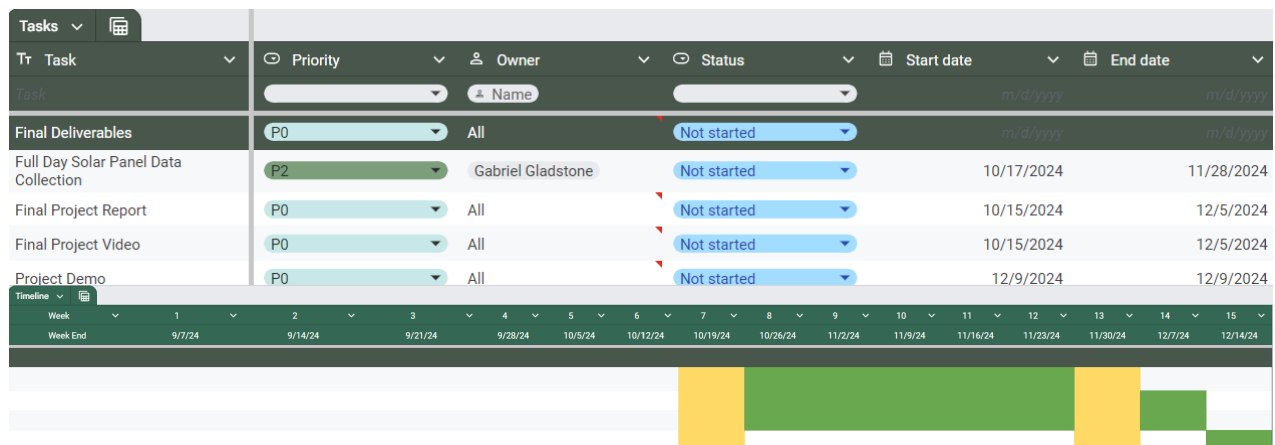 Tasks
Task Priority Owner Status Start date End date
Task Name m/d/yyyy m/d/yyyy
Final Deliverables P0 All Not started m/d/yyyy m/d/yyyy
Full Day Solar Panel Data
Collection P2 Gabriel Gladstone Not started 10/17/2024 11/28/2024
Final Project Report P0 All Not started 10/15/2024 12/5/2024
Final Project Video P0 All Not started 10/15/2024 12/5/2024
Project Demo P0 All Not started 12/9/2024 12/9/2024
Timeline
Week 1 2 3 4 5 6 7 8 9 10 11 12 13 14 15
Week End 9/7/24 9/14/24 9/21/24 9/28/24 10/5/24 10/12/24 10/19/24 10/26/24 11/2/24 11/9/24 11/16/24 11/23/24 11/30/24 12/7/24 12/14/24